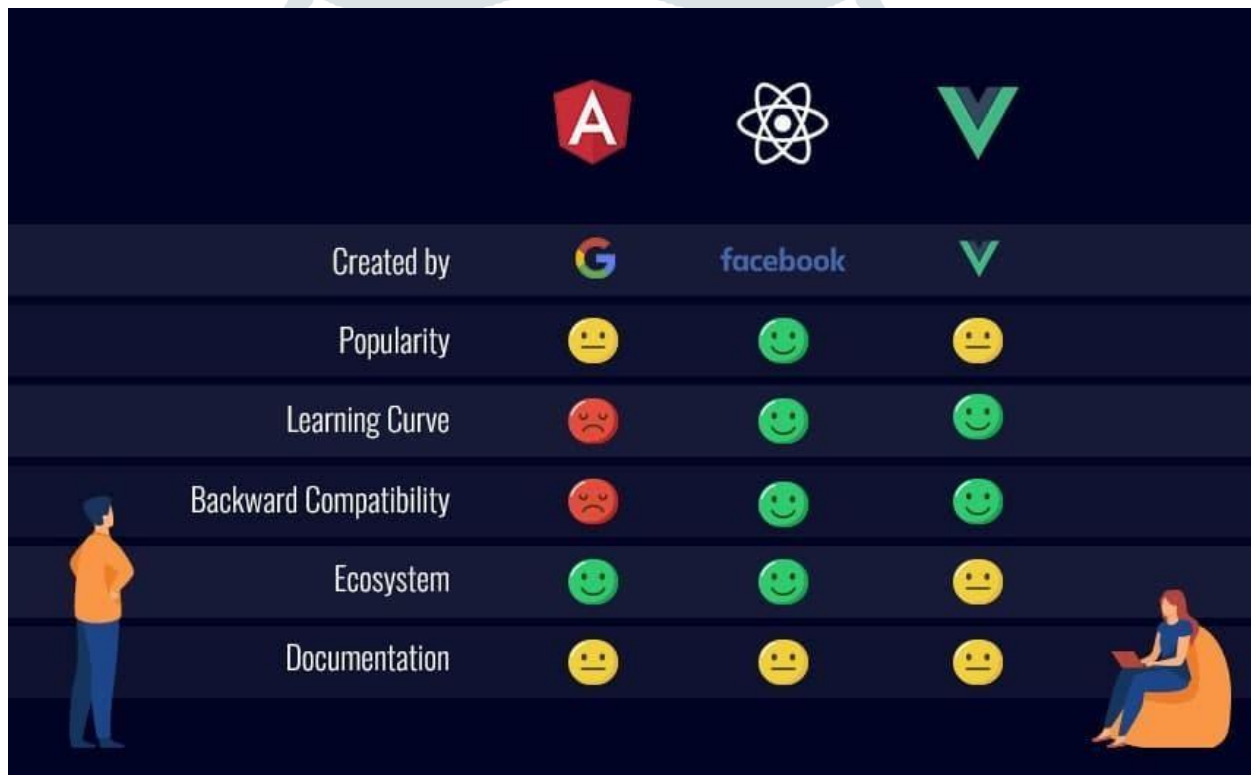 A
Created by
G facebook
Popularity
Learning Curve
Backward Compatibility
Ecosystem
Documentation